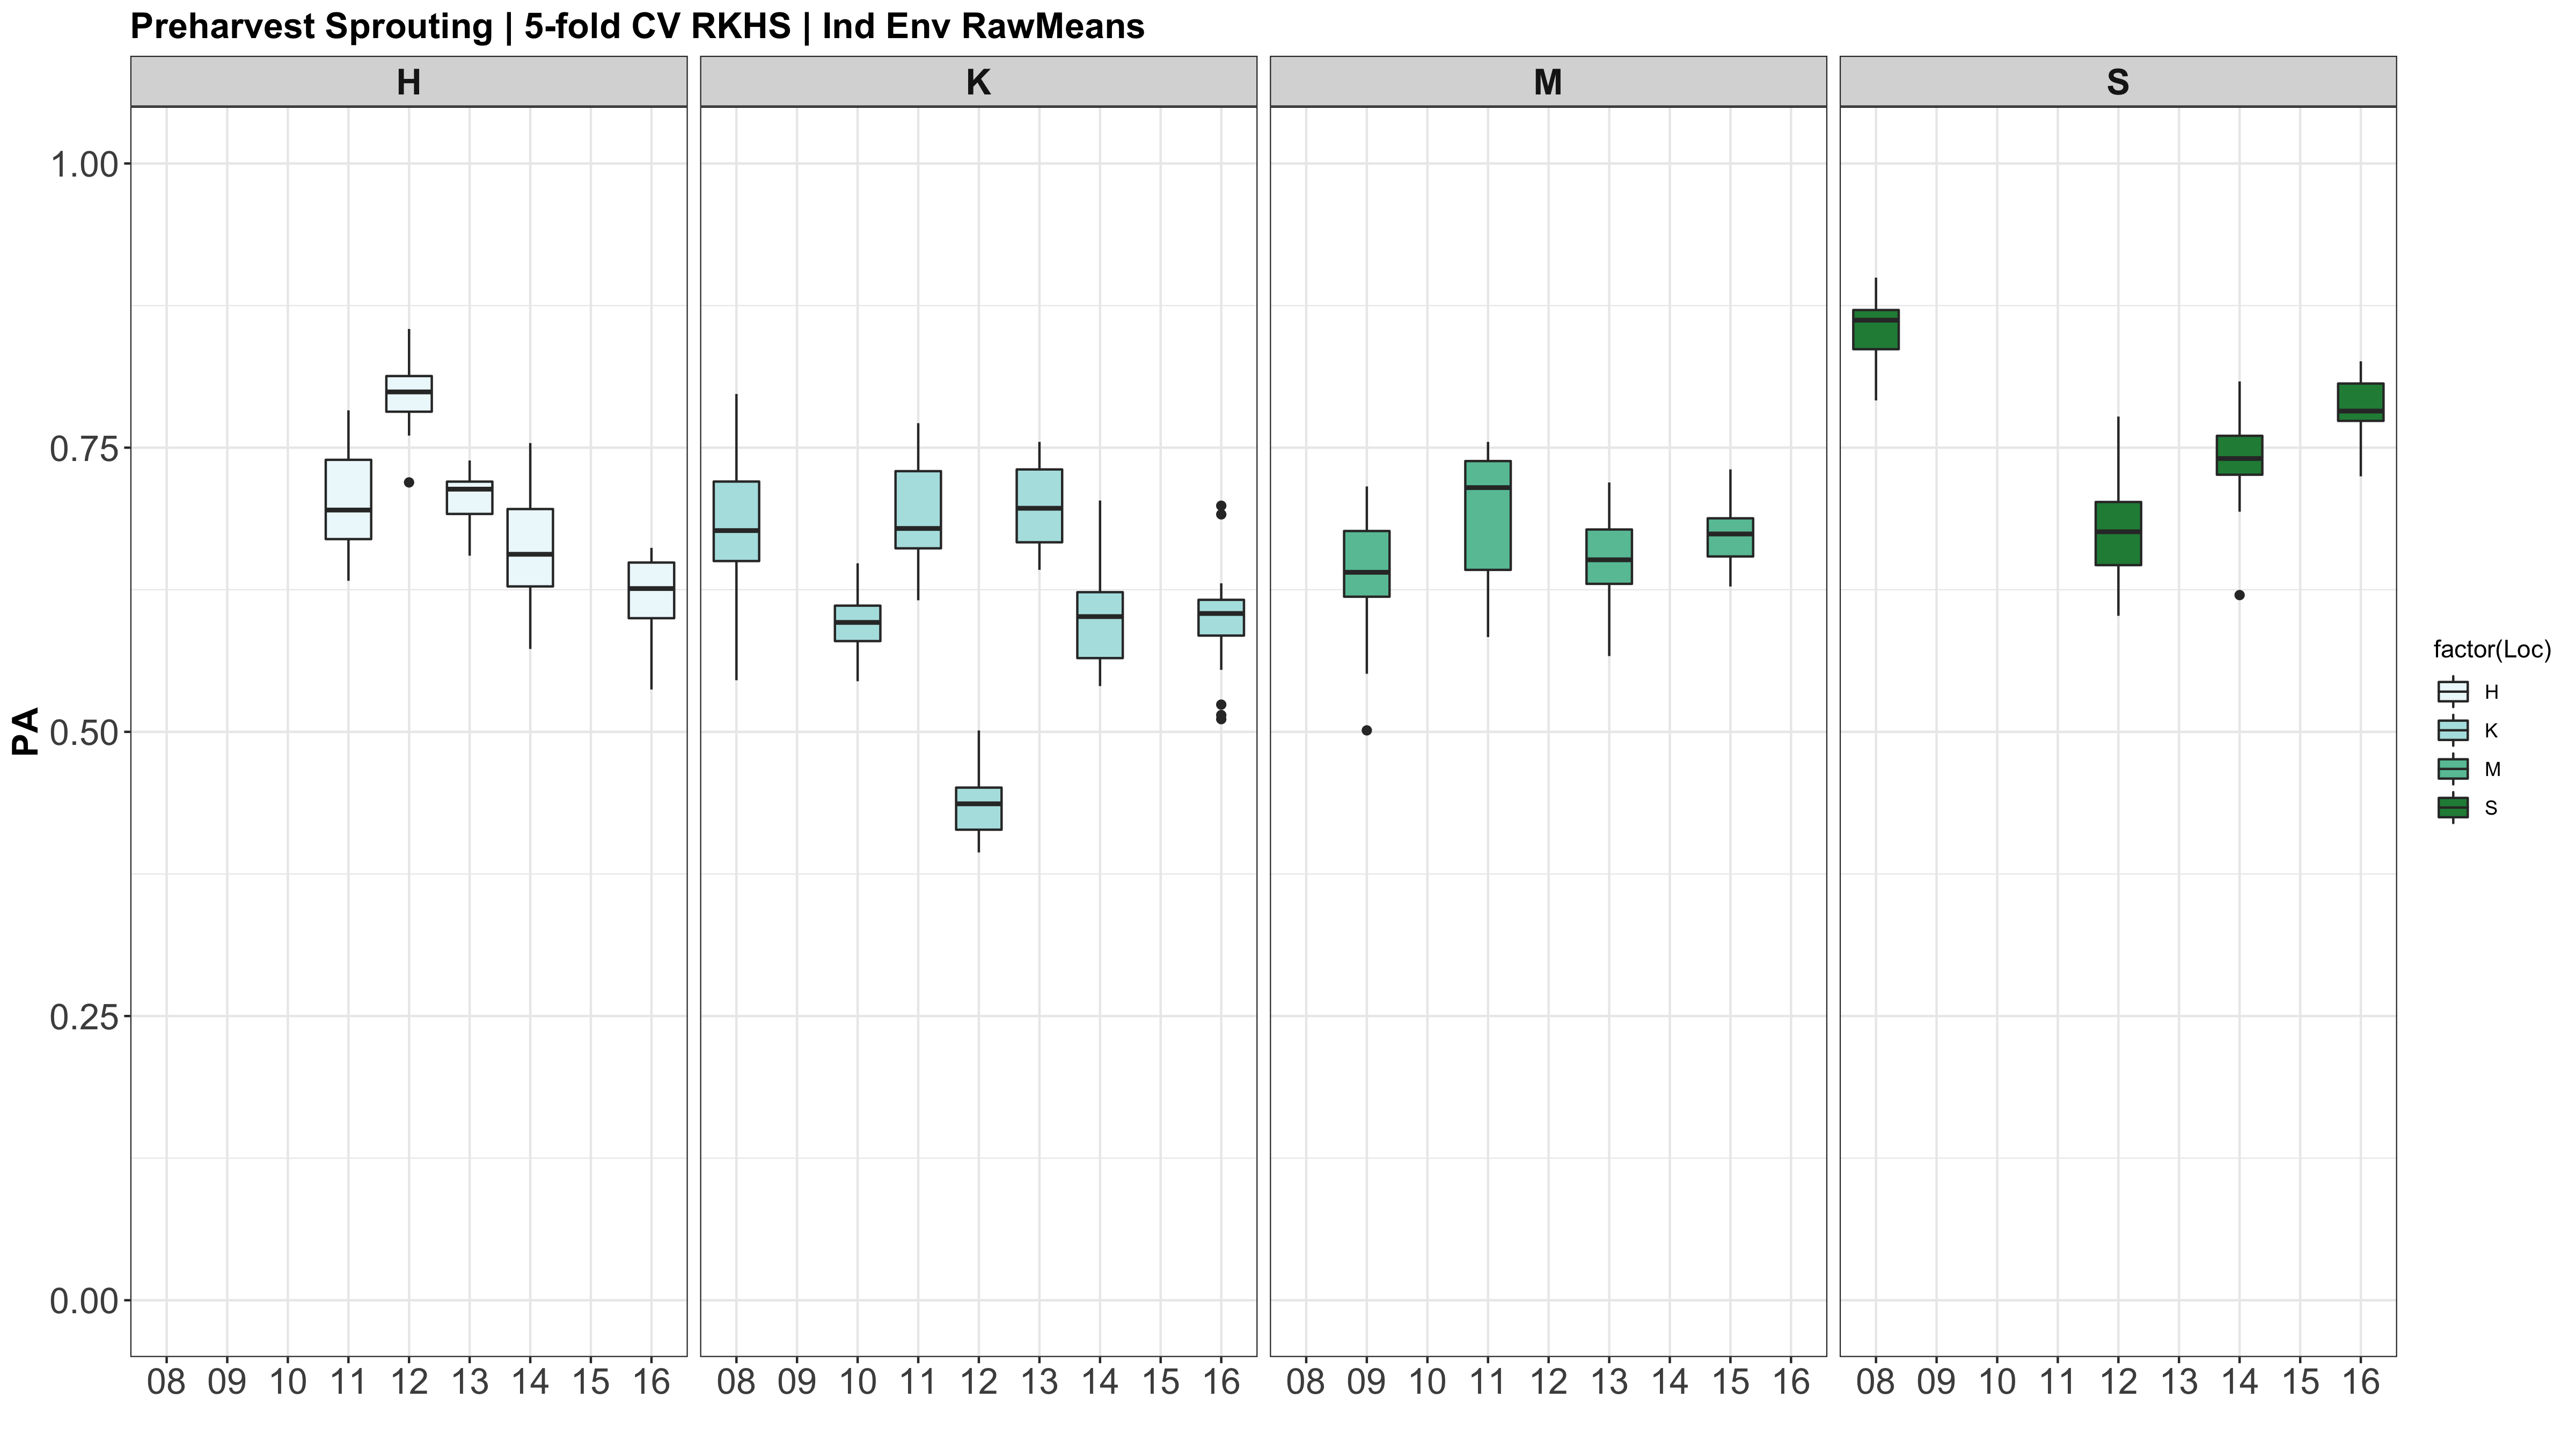 Preharvest Sprouting | 5-fold CV RKHS | Ind Env RawMeans
H K M S
1.00
0.75
0.50
0.25
0.00
PA
08 09 10 11 12 13 14 15 16 08 09 10 11 12 13 14 15 16 08 09 10 11 12 13 14 15 16 08 09 10 11 12 13 14 15 16
factor(Loc)
H
K
M
S